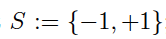 S := {−1, +1}